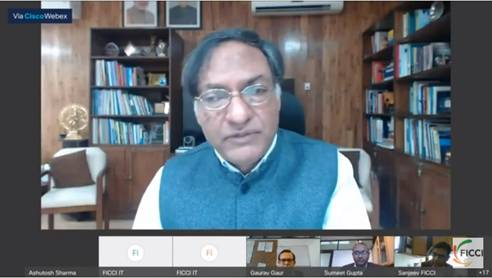 Via Cisco Webex
FI
FI
Ashutosh Sharma
FICCI IT
FICCI IT
Gaurav Gaur
Sumeet Gupta
Sanjeev FICCI
FICCI
+17